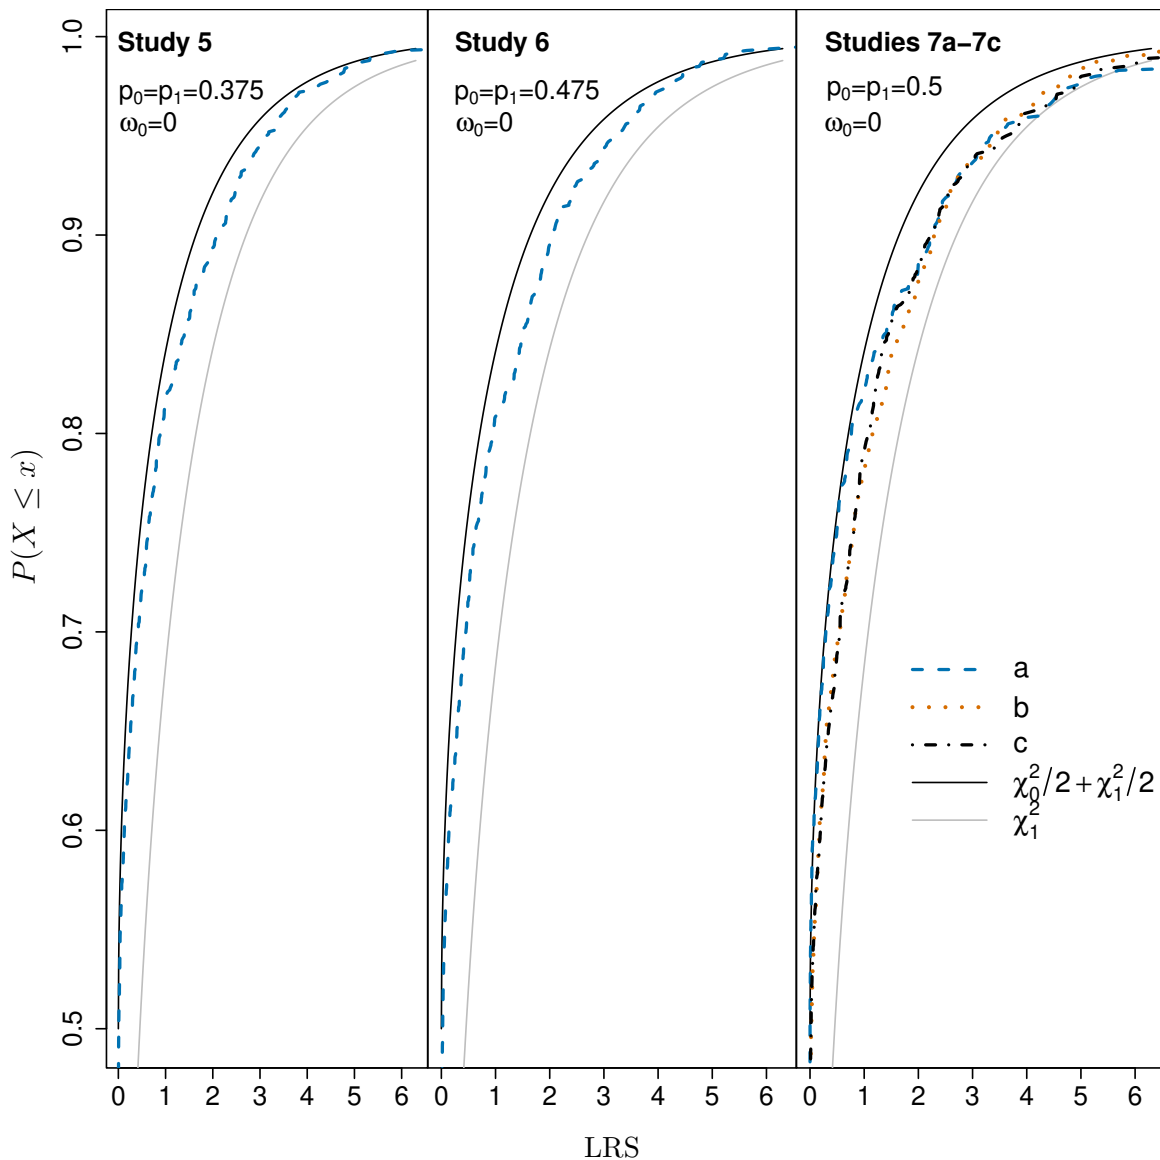 Study 5
p₀=p₁=0.375
ω₀=0
Study 6
p₀=p₁=0.475
ω₀=0
Studies 7a−7c
p₀=p₁=0.5
ω₀=0
1.0
0.9
0.8
0.7
0.6
0.5
P(X ≤ x)
a
b
c
χ₀²/2+χ₁²/2
χ₁²
0 1 2 3 4 5 6
0 1 2 3 4 5 6
0 1 2 3 4 5 6
LRS